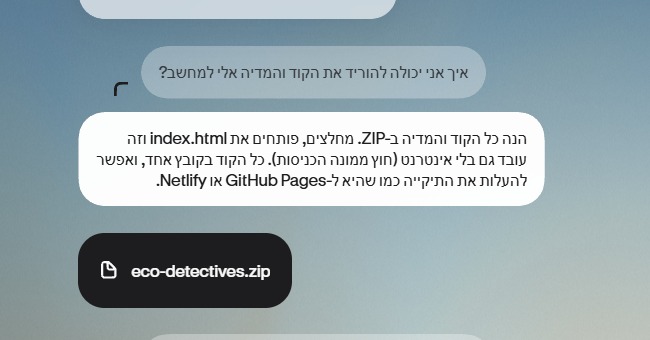 איך אני יכולה להוריד את הקוד והמדיה אלי למחשב?
הנה כל הקוד והמדיה ב-ZIP. מחלצים, פותחים את index.html וזה
עובד גם בלי אינטרנט (חוץ ממונה הכניסות). כל הקוד בקובץ אחד, ואפשר
להעלות את התיקייה כמו שהיא ל-GitHub Pages או Netlify.
eco-detectives.zip